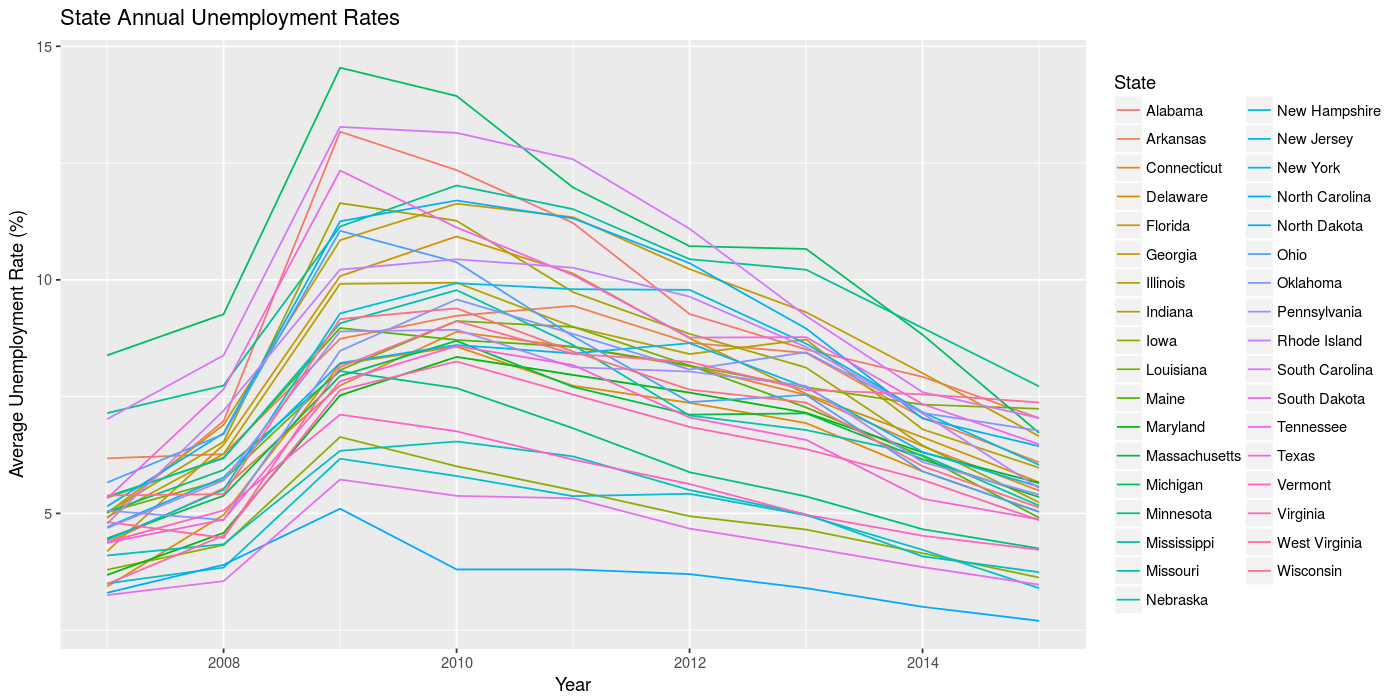 State Annual Unemployment Rates
15
10
5
Average Unemployment Rate (%)
2008
2010
2012
2014
Year
State
Alabama
Arkansas
Connecticut
Delaware
Florida
Georgia
Illinois
Indiana
Iowa
Louisiana
Maine
Maryland
Massachusetts
Michigan
Minnesota
Mississippi
Missouri
Nebraska
New Hampshire
New Jersey
New York
North Carolina
North Dakota
Ohio
Oklahoma
Pennsylvania
Rhode Island
South Carolina
South Dakota
Tennessee
Texas
Vermont
Virginia
West Virginia
Wisconsin